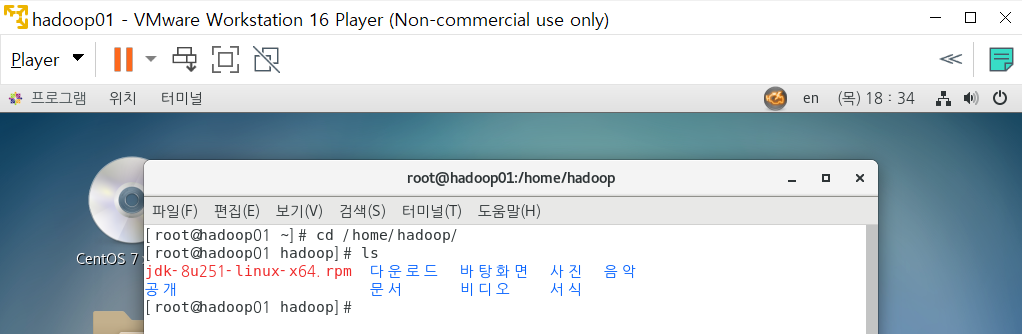 hadoop01 - VMware Workstation 16 Player (Non-commercial use only)
Player
프로그램 위치 터미널 en (목) 18 : 34
root@hadoop01:/home/hadoop
파일(F) 편집(E) 보기(V) 검색(S) 터미널(T) 도움말(H)
[root@hadoop01 ~]# cd /home/hadoop/
[root@hadoop01 hadoop]# ls
jdk-8u251-linux-x64.rpm 다운로드 바탕화면 사진 음악
공개 문서 비디오 서식
[root@hadoop01 hadoop]#
CentOS 7